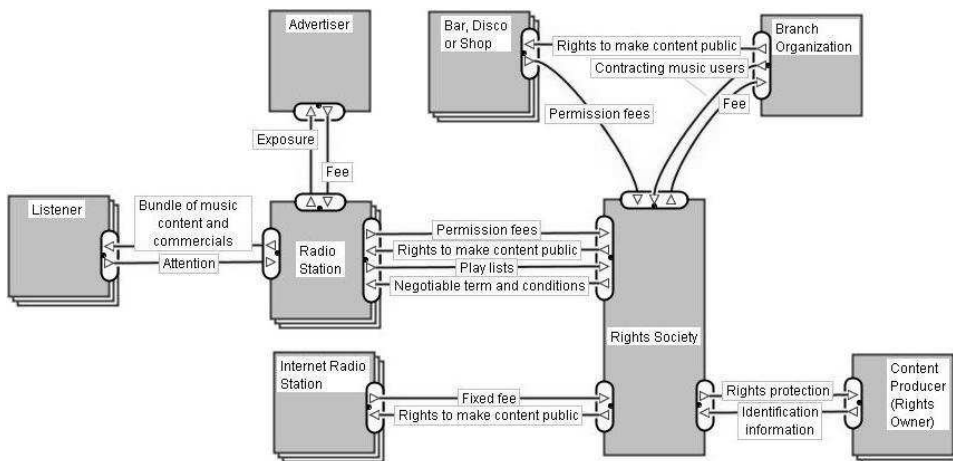 Advertiser
Bar, Disco
or Shop
Rights to make content public
Branch
Organization
Contracting music users
Fee
Permission fees
Exposure
Fee
Listener
Bundle of music
content and
commercials
Attention
Radio
Station
Permission fees
Rights to make content public
Play lists
Negotiable term and conditions
Rights Society
Internet Radio
Station
Fixed fee
Rights to make content public
Rights protection
Identification
information
Content
Producer
(Rights
Owner)